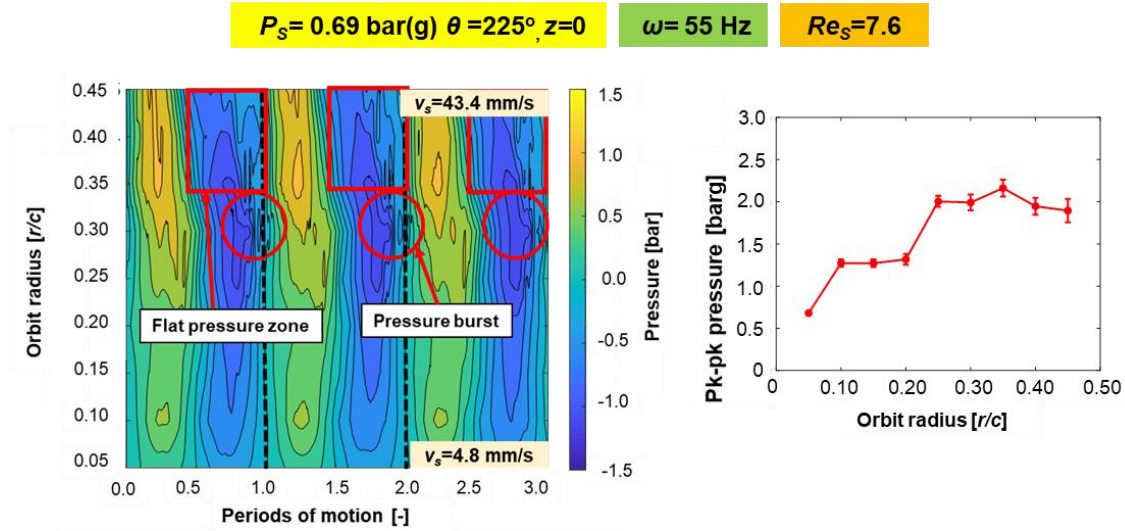 PS= 0.69 bar(g) θ =225o, z=0
ω= 55 Hz
ReS=7.6
Orbit radius [r/c]
0.45
0.40
0.35
0.30
0.25
0.20
0.15
0.10
0.05
vs=43.4 mm/s
Flat pressure zone
Pressure burst
vs=4.8 mm/s
0.0 0.5 1.0 1.5 2.0 2.5 3.0
Periods of motion [-]
1.5
1.0
0.5
0.0
-0.5
-1.0
-1.5
Pressure [bar]
Pk-pk pressure [barg]
3.0
2.5
2.0
1.5
1.0
0.5
0
0 0.10 0.20 0.30 0.40 0.50
Orbit radius [r/c]